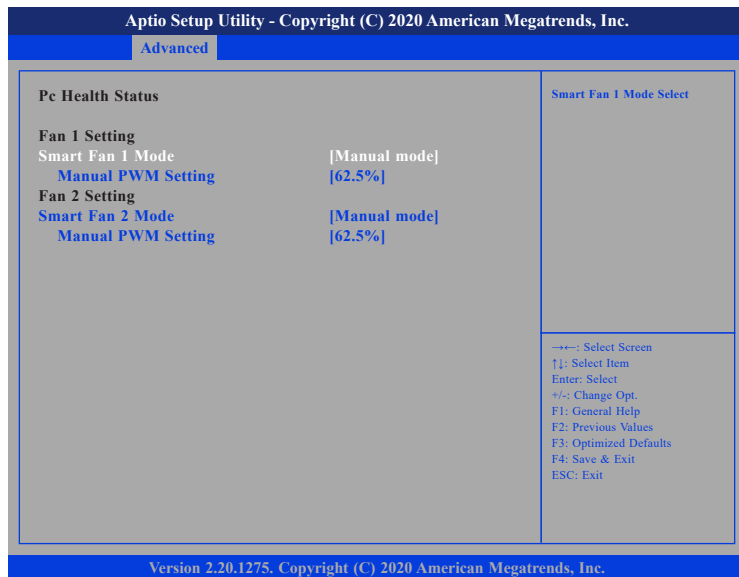 Aptio Setup Utility - Copyright (C) 2020 American Megatrends, Inc.
Advanced
Pc Health Status
Fan 1 Setting
Smart Fan 1 Mode [Manual mode]
Manual PWM Setting [62.5%]
Fan 2 Setting
Smart Fan 2 Mode [Manual mode]
Manual PWM Setting [62.5%]
Smart Fan 1 Mode Select
→←: Select Screen
↑↓: Select Item
Enter: Select
+/-: Change Opt.
F1: General Help
F2: Previous Values
F3: Optimized Defaults
F4: Save & Exit
ESC: Exit
Version 2.20.1275. Copyright (C) 2020 American Megatrends, Inc.